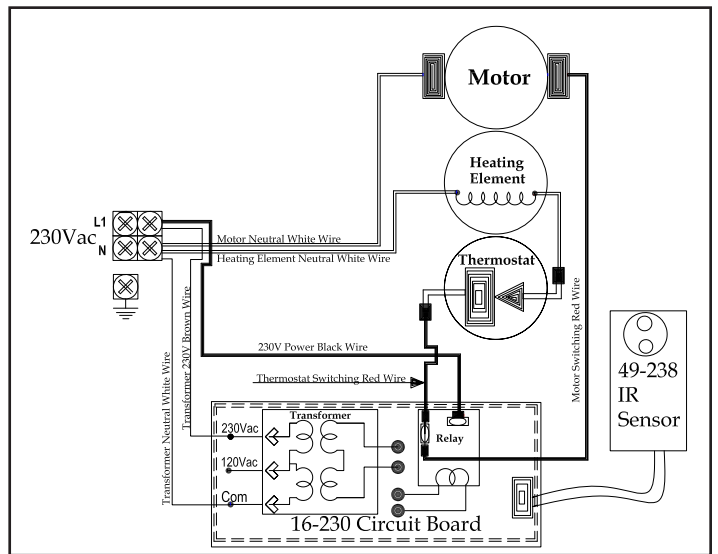 Motor
Heating
Element
L1
230Vac
N
Motor Neutral White Wire
Heating Element Neutral White Wire
Thermostat
Motor Switching Red Wire
Transformer 230V Brown Wire
Transformer Neutral White Wire
230V Power Black Wire
Thermostat Switching Red Wire
49-238
IR
Sensor
Transformer
230Vac
Relay
120Vac
Com
16-230 Circuit Board